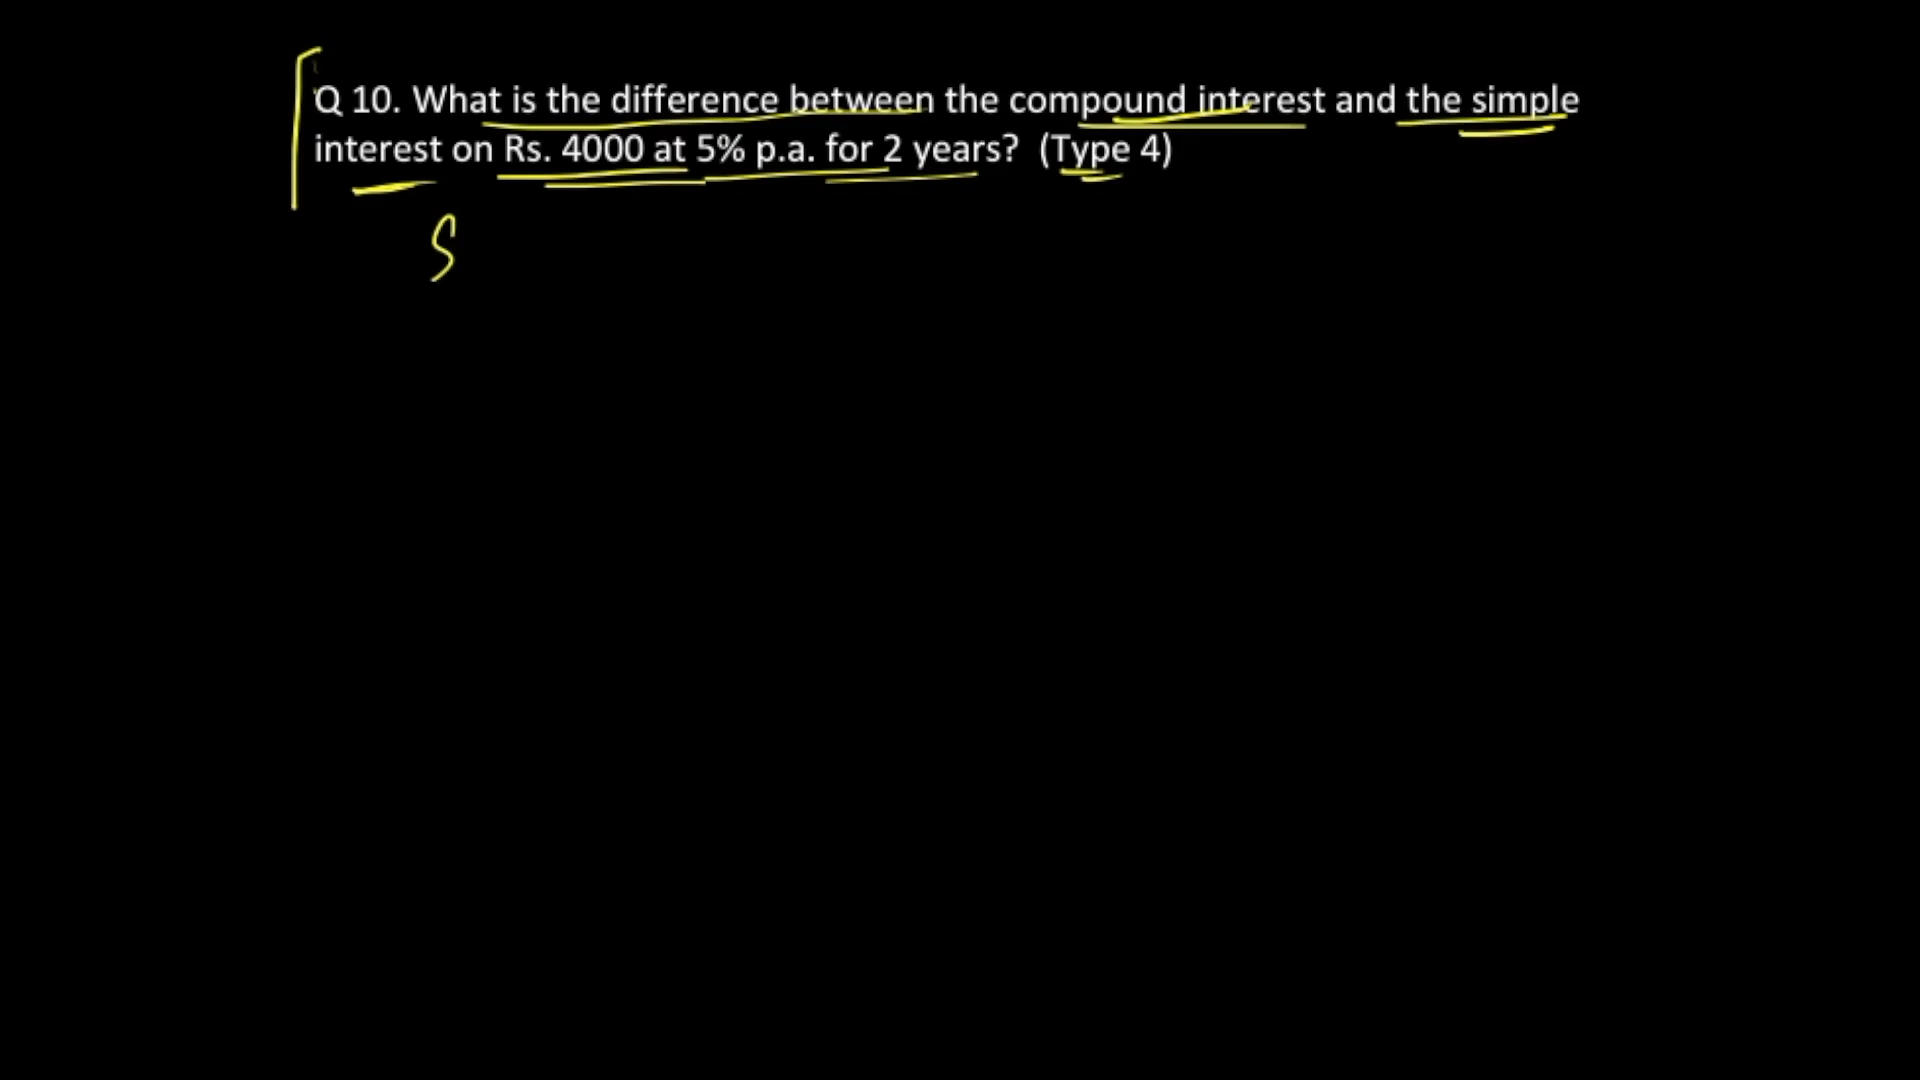 Q 10. What is the difference between the compound interest and the simple
interest on Rs. 4000 at 5% p.a. for 2 years?  (Type 4)
S